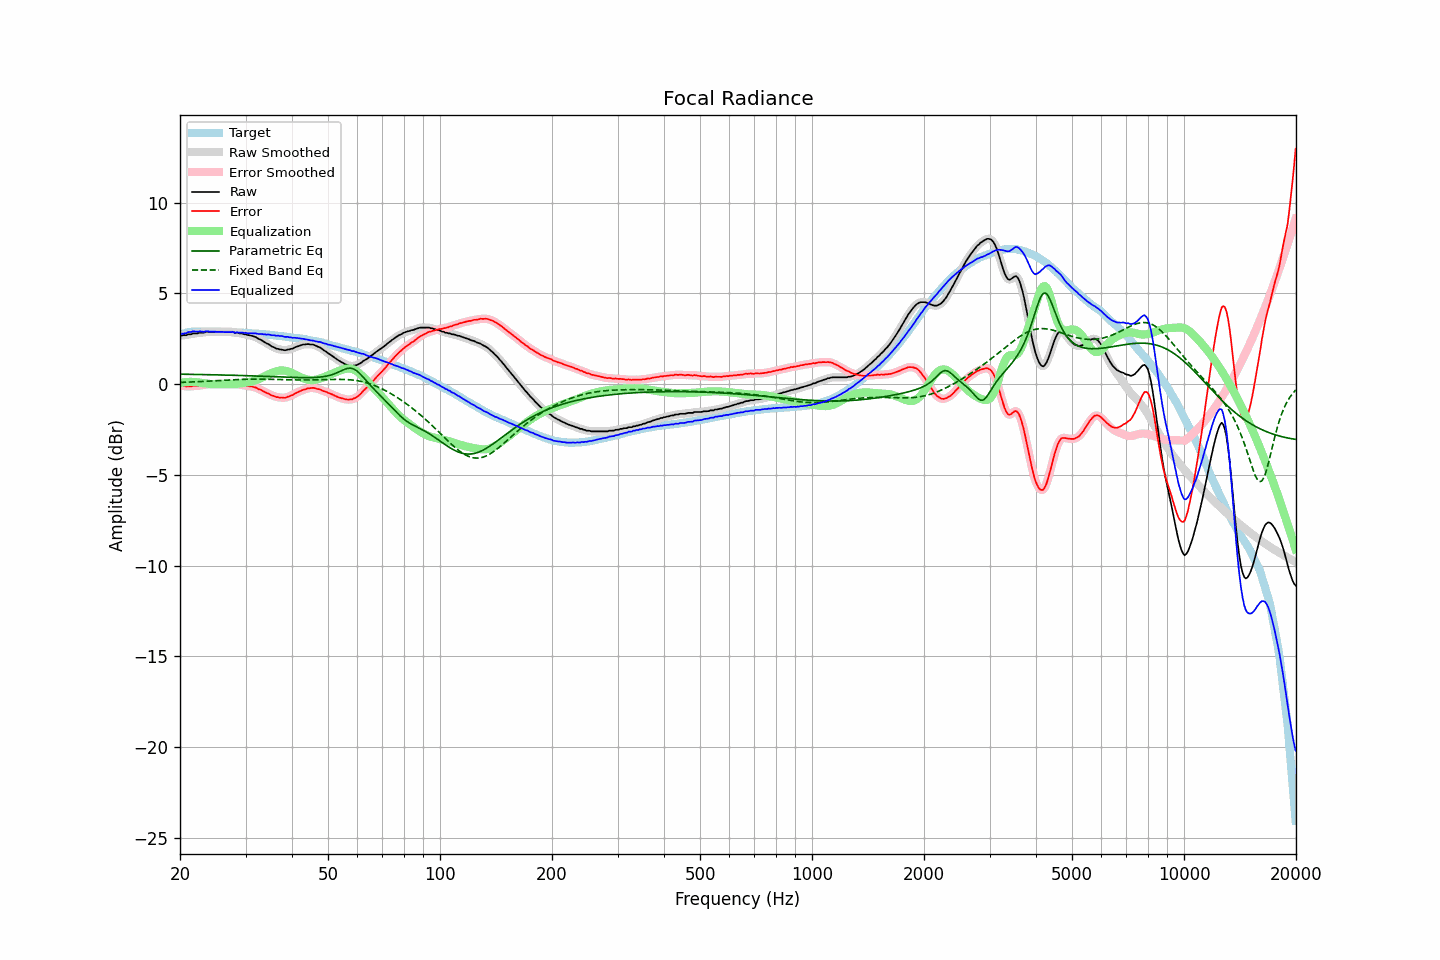 Focal Radiance
Target
Raw Smoothed
Error Smoothed
Raw
Error
Equalization
Parametric Eq
Fixed Band Eq
Equalized
10
5
0
−5
−10
−15
−20
−25
Amplitude (dBr)
20 50 100 200 500 1000 2000 5000 10000 20000
Frequency (Hz)